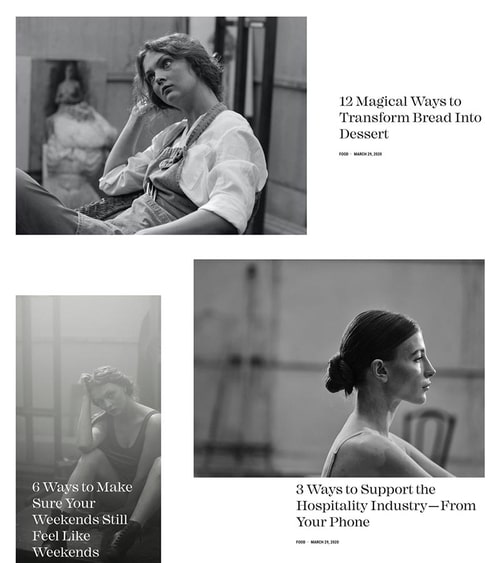 12 Magical Ways to
Transform Bread Into
Dessert
FOOD · MARCH 29, 2020
6 Ways to Make
Sure Your
Weekends Still
Feel Like
Weekends
3 Ways to Support the
Hospitality Industry—From
Your Phone
FOOD · MARCH 29, 2020